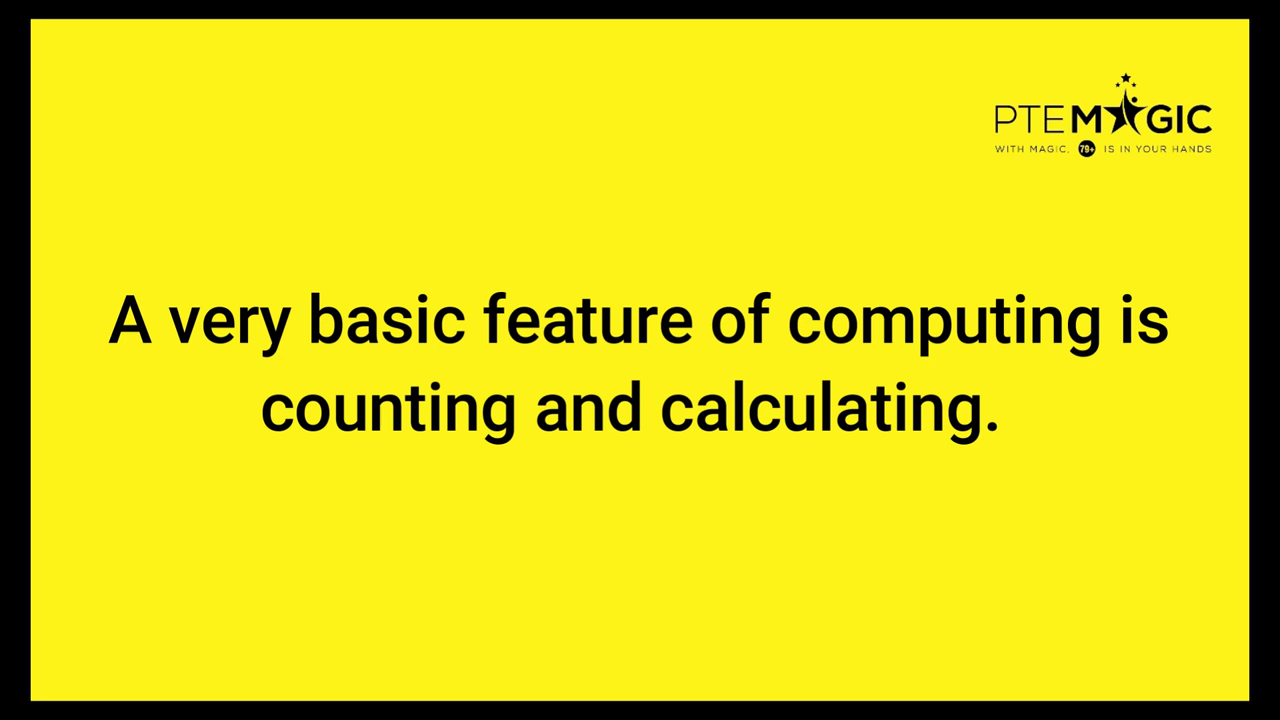 PTEMAGIC
WITH MAGIC, 79+ IS IN YOUR HANDS
A very basic feature of computing is
counting and calculating.